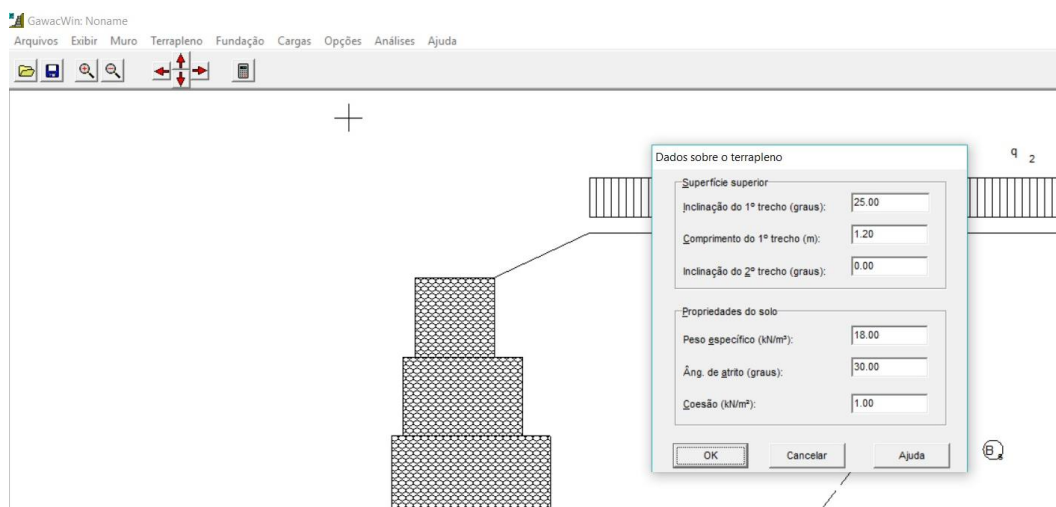 GawacWin: Noname
Arquivos Exibir Muro Terrapleno Fundação Cargas Opções Análises Ajuda
q 2
Dados sobre o terrapleno
Superfície superior
Inclinação do 1º trecho (graus): 25.00
Comprimento do 1º trecho (m): 1.20
Inclinação do 2º trecho (graus): 0.00
Propriedades do solo
Peso específico (kN/m³): 18.00
Âng. de atrito (graus): 30.00
Coesão (kN/m²): 1.00
OK Cancelar Ajuda
B s